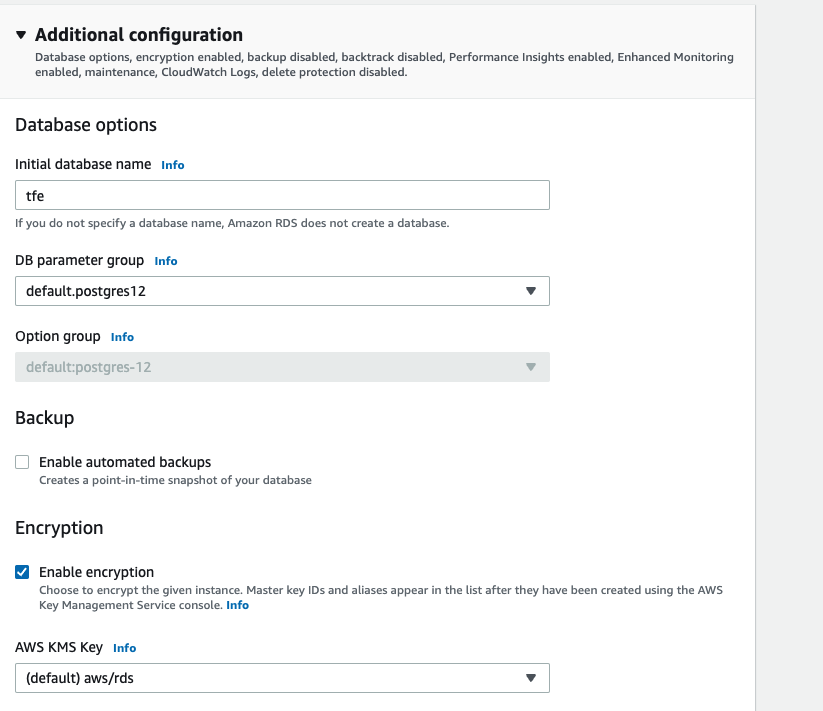 Additional configuration
Database options, encryption enabled, backup disabled, backtrack disabled, Performance Insights enabled, Enhanced Monitoring
enabled, maintenance, CloudWatch Logs, delete protection disabled.
Database options
Initial database name Info
tfe
If you do not specify a database name, Amazon RDS does not create a database.
DB parameter group Info
default.postgres12
Option group Info
default:postgres-12
Backup
Enable automated backups
Creates a point-in-time snapshot of your database
Encryption
Enable encryption
Choose to encrypt the given instance. Master key IDs and aliases appear in the list after they have been created using the AWS
Key Management Service console. Info
AWS KMS Key Info
(default) aws/rds